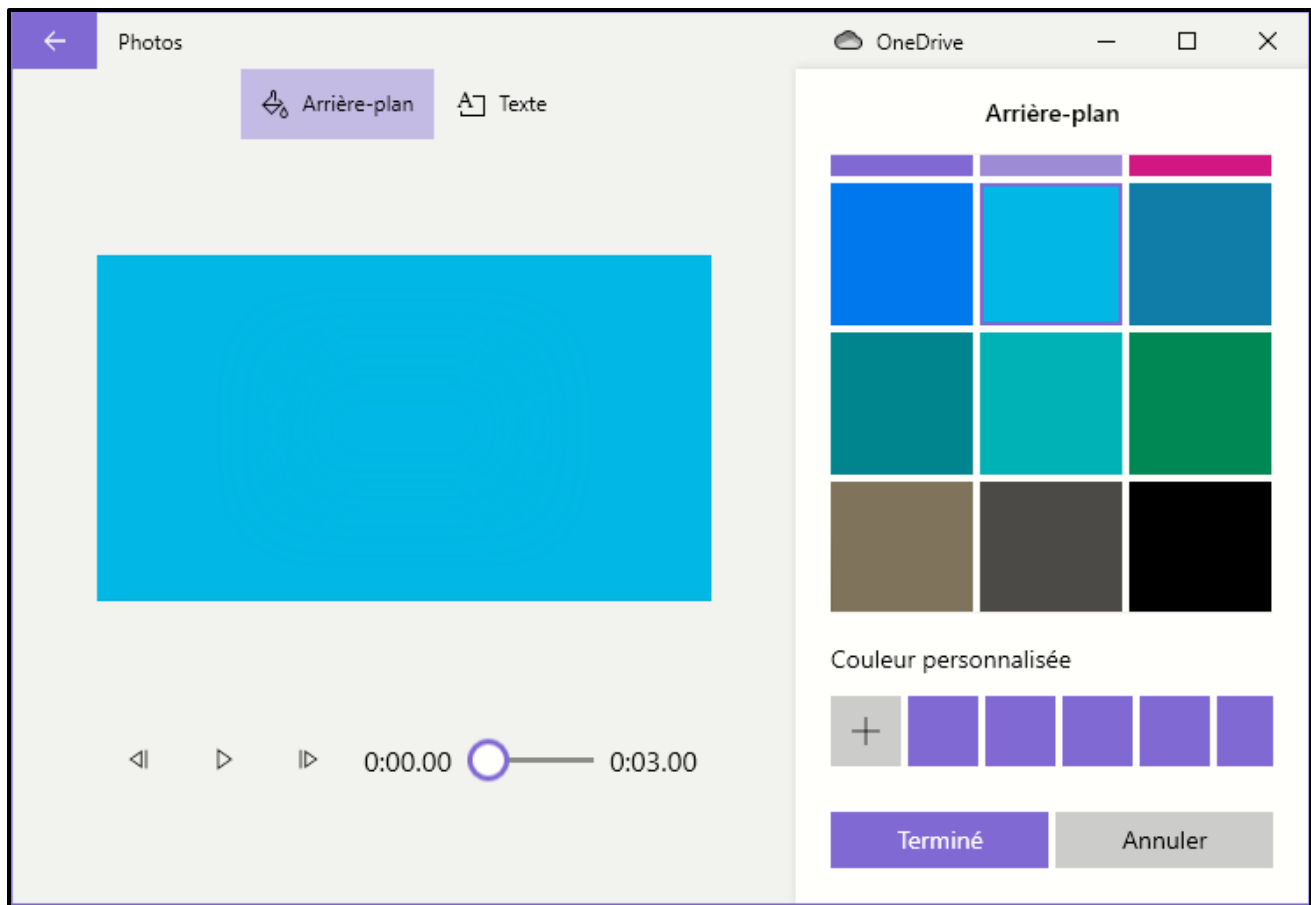 Photos
OneDrive
Arrière-plan
Texte
Arrière-plan
Couleur personnalisée
0:00.00
0:03.00
Terminé
Annuler